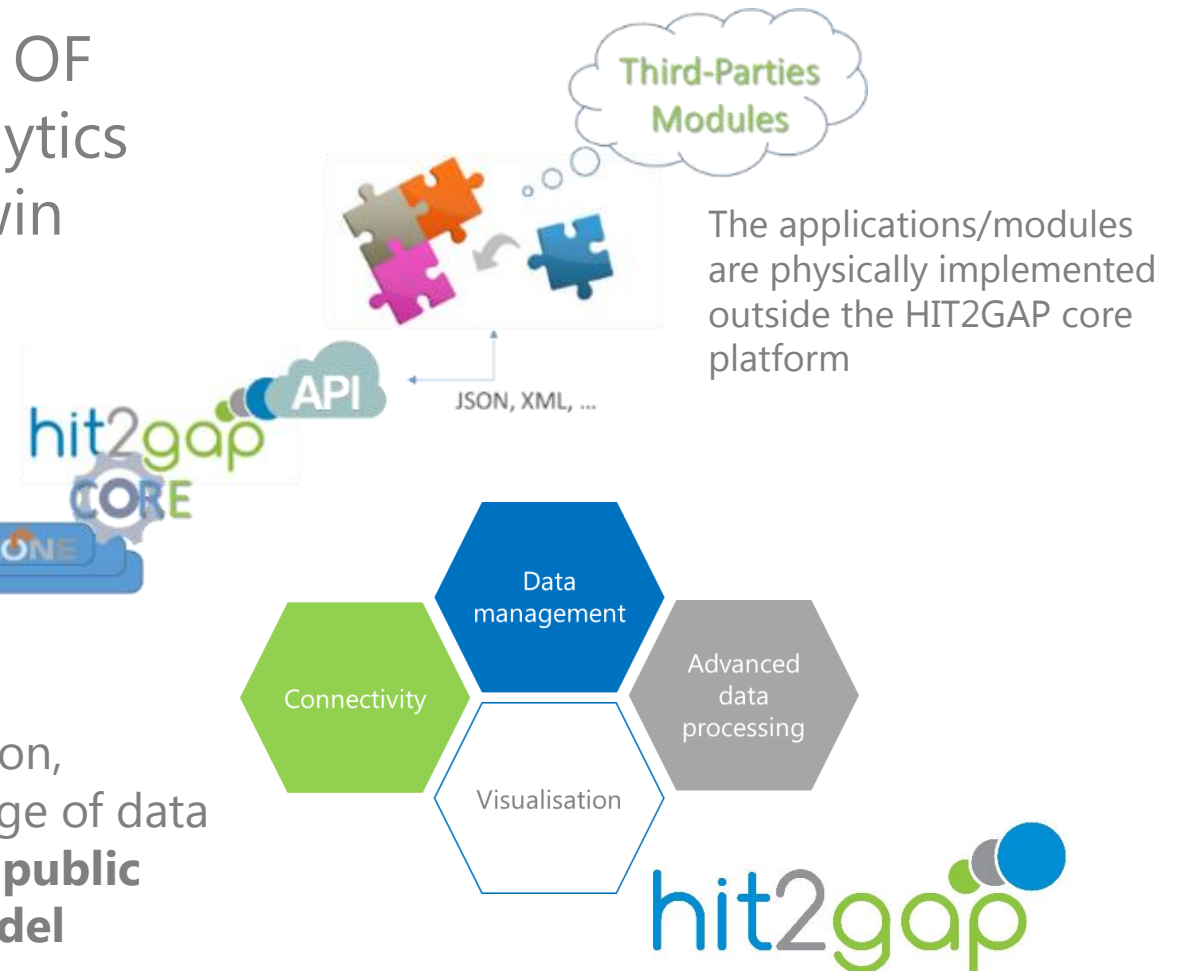 OF
ytics
vin
Third-Parties
Modules
The applications/modules
are physically implemented
outside the HIT2GAP core
platform
API
JSON, XML, ...
hit2gap
CORE
ONE
Data
management
Connectivity
Advanced
data
processing
Visualisation
on,
ge of data
public
del
hit2gap